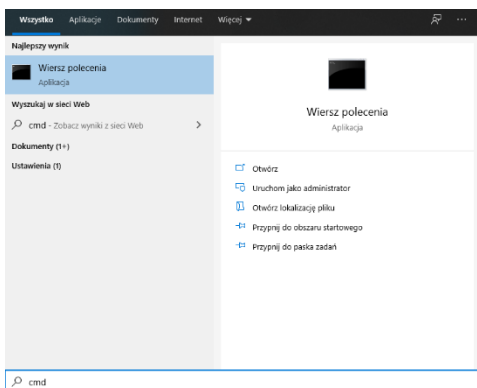 Wszystko Aplikacje Dokumenty Internet Więcej
Najlepszy wynik
Wiersz polecenia
Aplikacja
Wyszukaj w sieci Web
cmd - Zobacz wyniki z sieci Web
Dokumenty (1+)
Ustawienia (1)
Wiersz polecenia
Aplikacja
Otwórz
Uruchom jako administrator
Otwórz lokalizację pliku
Przypnij do obszaru startowego
Przypnij do paska zadań
cmd